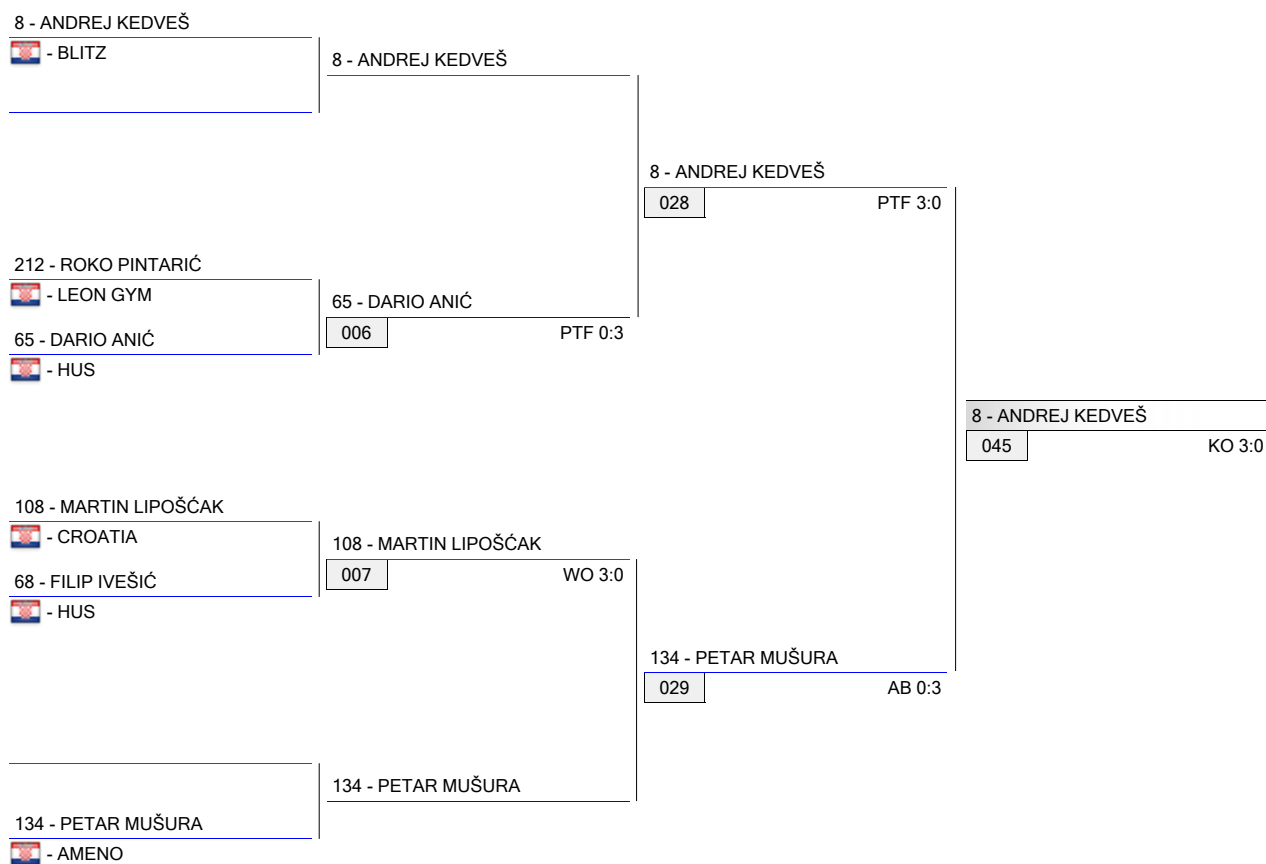 8 - ANDREJ KEDVEŠ
- BLITZ
8 - ANDREJ KEDVEŠ
8 - ANDREJ KEDVEŠ
028 PTF 3:0
212 - ROKO PINTARIĆ
- LEON GYM
65 - DARIO ANIĆ
006 PTF 0:3
65 - DARIO ANIĆ
- HUS
8 - ANDREJ KEDVEŠ
045 KO 3:0
108 - MARTIN LIPOŠĆAK
- CROATIA
108 - MARTIN LIPOŠĆAK
007 WO 3:0
68 - FILIP IVEŠIĆ
- HUS
134 - PETAR MUŠURA
029 AB 0:3
134 - PETAR MUŠURA
134 - PETAR MUŠURA
- AMENO